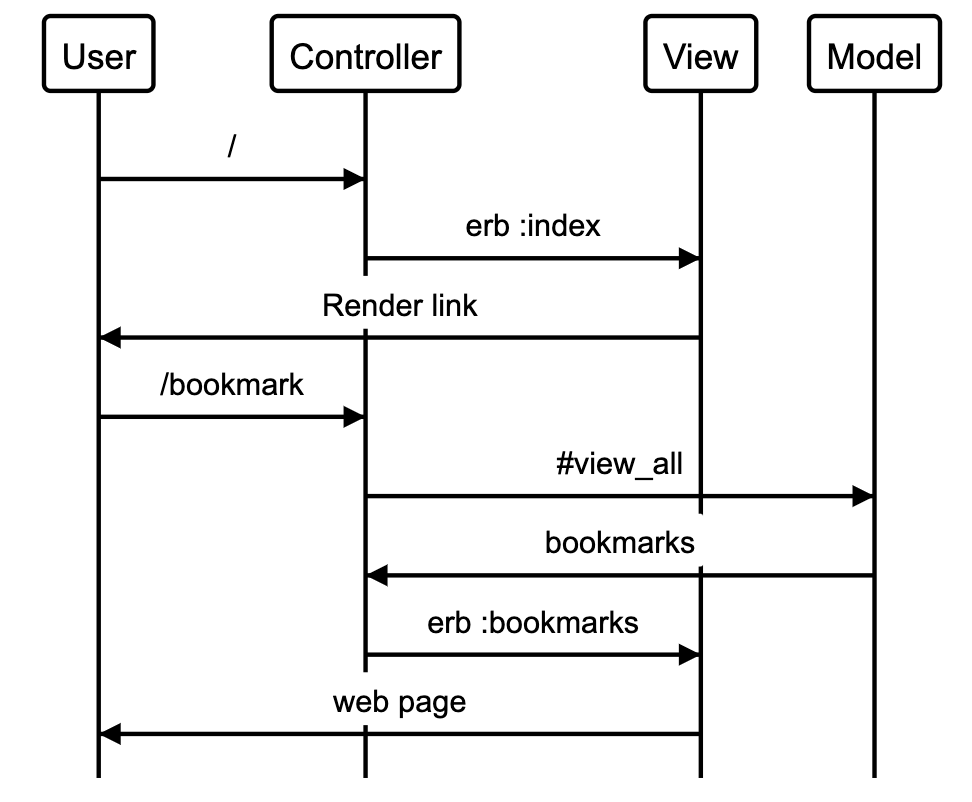 User Controller View Model
/
erb :index
Render link
/bookmark
#view_all
bookmarks
erb :bookmarks
web page